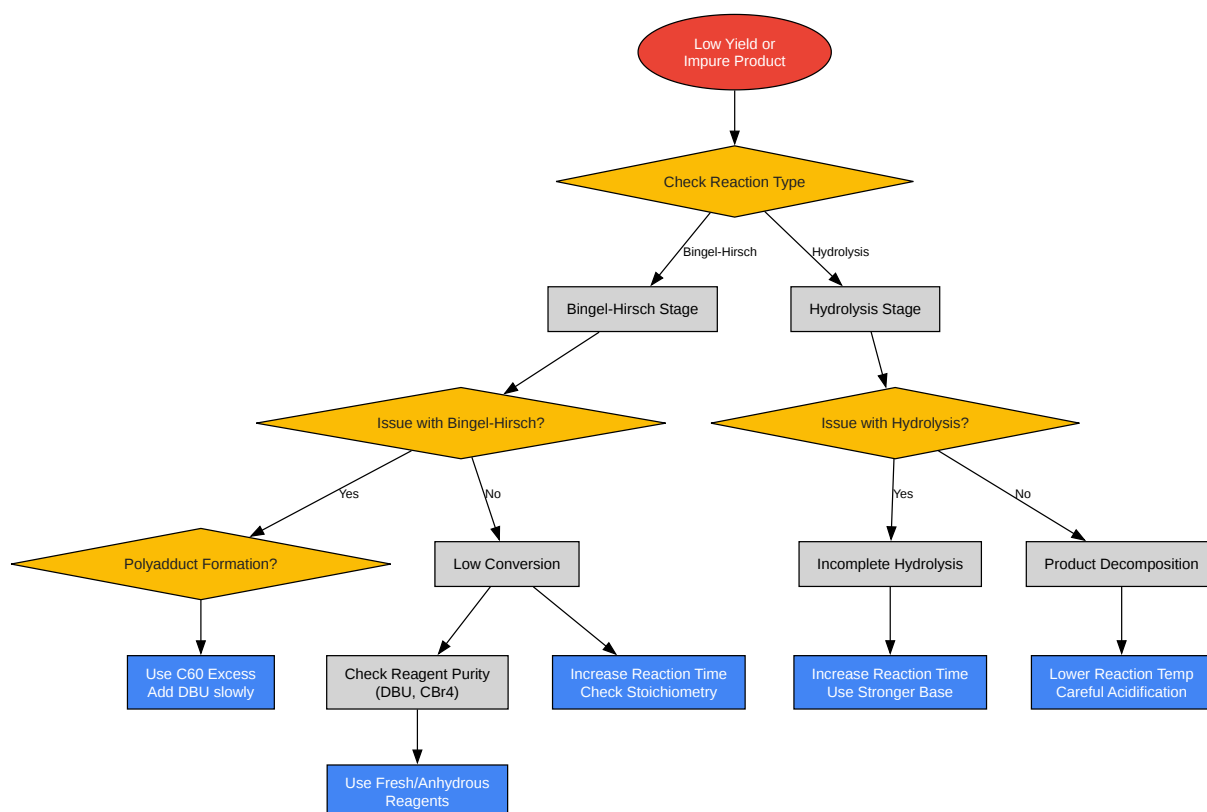 Low Yield or
Impure Product
Check Reaction Type
Bingel-Hirsch
Hydrolysis
Bingel-Hirsch Stage
Hydrolysis Stage
Issue with Bingel-Hirsch?
Issue with Hydrolysis?
Yes
No
Yes
No
Polyadduct Formation?
Low Conversion
Incomplete Hydrolysis
Product Decomposition
Use C60 Excess
Add DBU slowly
Check Reagent Purity
(DBU, CBr4)
Increase Reaction Time
Check Stoichiometry
Increase Reaction Time
Use Stronger Base
Lower Reaction Temp
Careful Acidification
Use Fresh/Anhydrous
Reagents